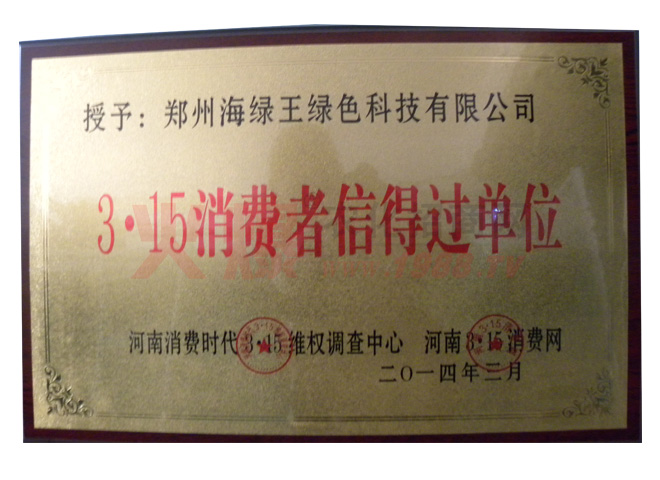 授予：郑州海绿王绿色科技有限公司
3·15消费者信得过单位
河南消费时代3·15维权调查中心 河南3·15消费网
二〇一四年三月